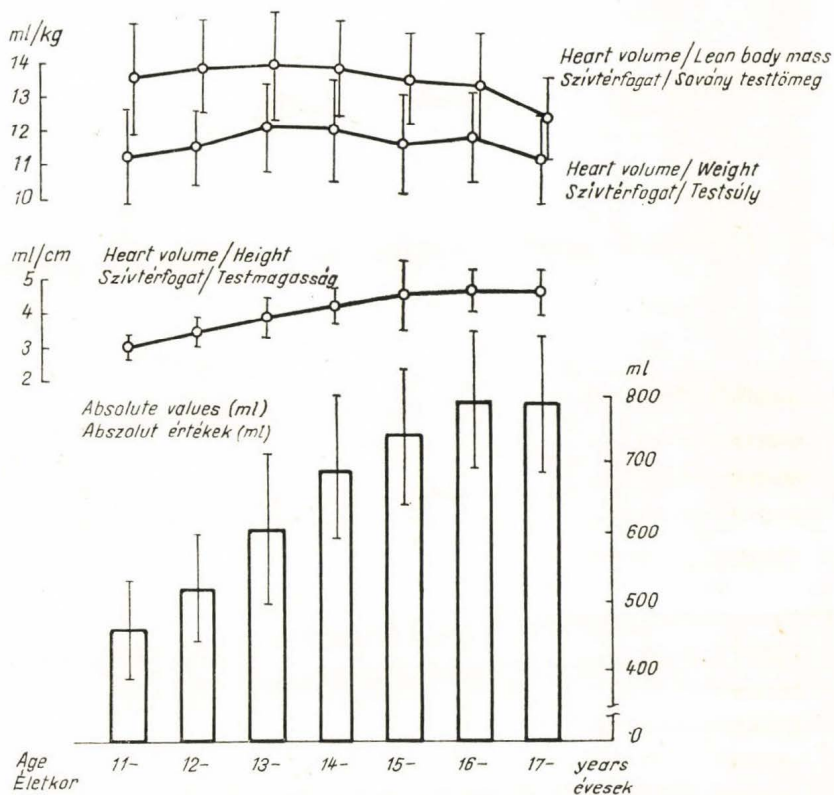 ml/kg
14
13
12
11
10
Heart volume/Lean body mass
Szívtérfogat/Sovány testtömeg
Heart volume/Weight
Szívtérfogat/Testsúly
ml/cm
5
4
3
2
Heart volume/Height
Szívtérfogat/Testmagasság
Absolute values (ml)
Abszolut értékek (ml)
ml
800
700
600
500
400
0
Age 11- 12- 13- 14- 15- 16- 17- years
Életkor évesek